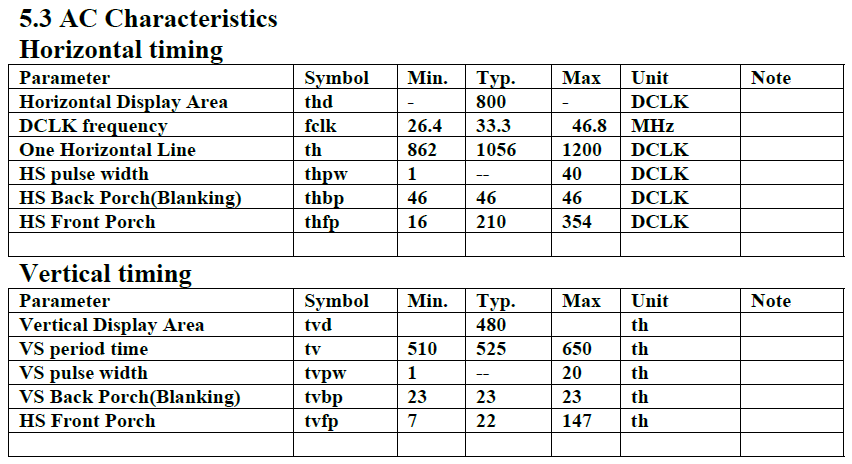 5.3 AC Characteristics
Horizontal timing
Parameter Symbol Min. Typ. Max Unit Note
Horizontal Display Area thd - 800 - DCLK
DCLK frequency fclk 26.4 33.3 46.8 MHz
One Horizontal Line th 862 1056 1200 DCLK
HS pulse width thpw 1 -- 40 DCLK
HS Back Porch(Blanking) thbp 46 46 46 DCLK
HS Front Porch thfp 16 210 354 DCLK
Vertical timing
Parameter Symbol Min. Typ. Max Unit Note
Vertical Display Area tvd 480 th
VS period time tv 510 525 650 th
VS pulse width tvpw 1 -- 20 th
VS Back Porch(Blanking) tvbp 23 23 23 th
HS Front Porch tvfp 7 22 147 th